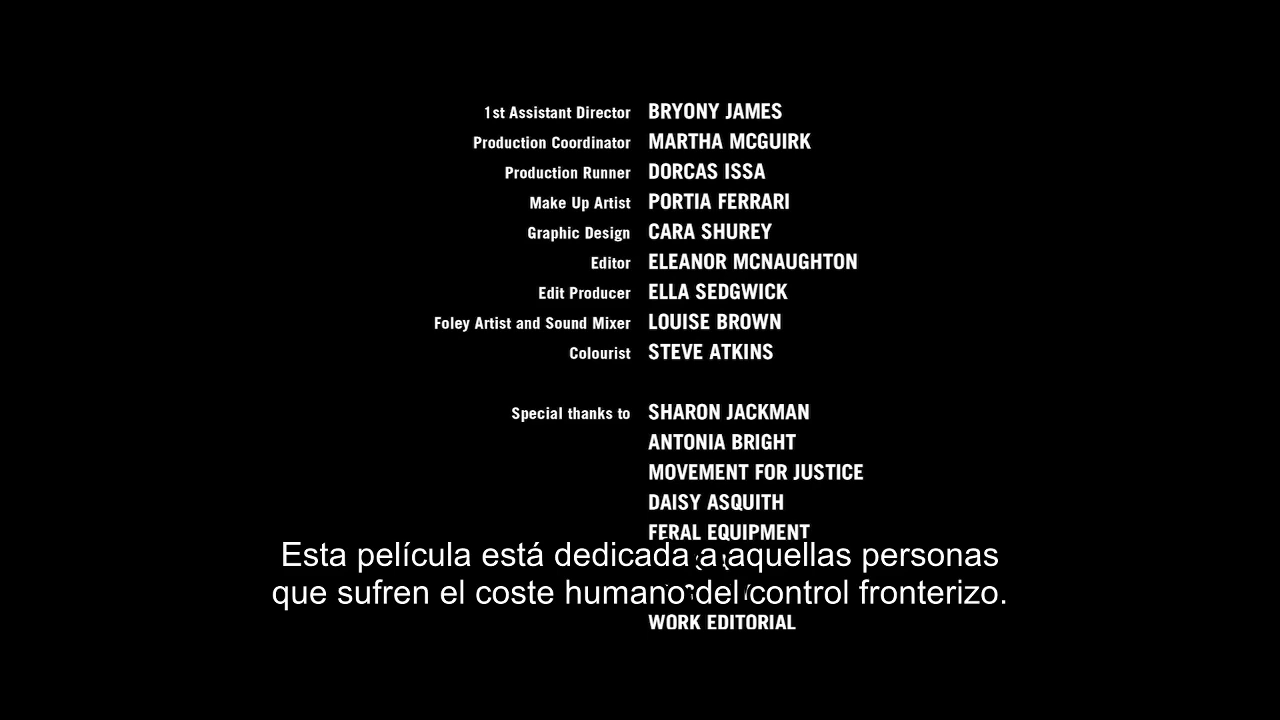 1st Assistant Director BRYONY JAMES
Production Coordinator MARTHA MCGUIRK
Production Runner DORCAS ISSA
Make Up Artist PORTIA FERRARI
Graphic Design CARA SHUREY
Editor ELEANOR MCNAUGHTON
Edit Producer ELLA SEDGWICK
Foley Artist and Sound Mixer LOUISE BROWN
Colourist STEVE ATKINS
Special thanks to SHARON JACKMAN
ANTONIA BRIGHT
MOVEMENT FOR JUSTICE
DAISY ASQUITH
FERAL EQUIPMENT
Esta película está dedicada a aquellas personas
que sufren el coste humano del control fronterizo.
WORK EDITORIAL